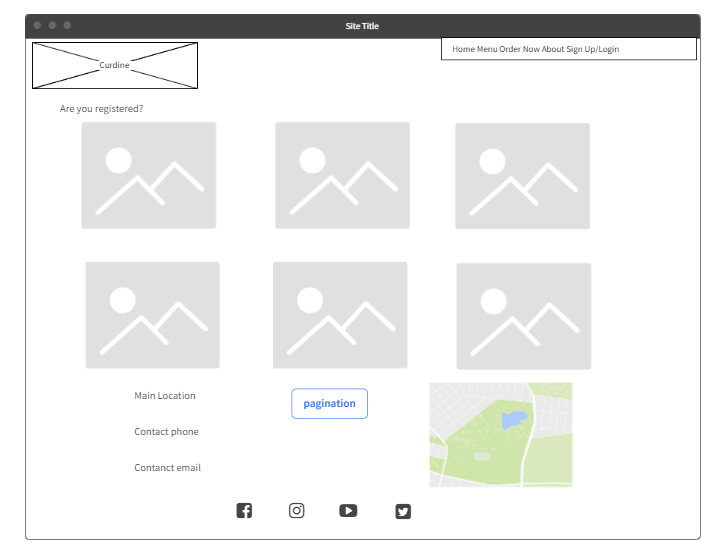 Site Title
Home Menu Order Now About Sign Up/Login
Curdine
Are you registered?
Main Location
pagination
Contact phone
Contanct email